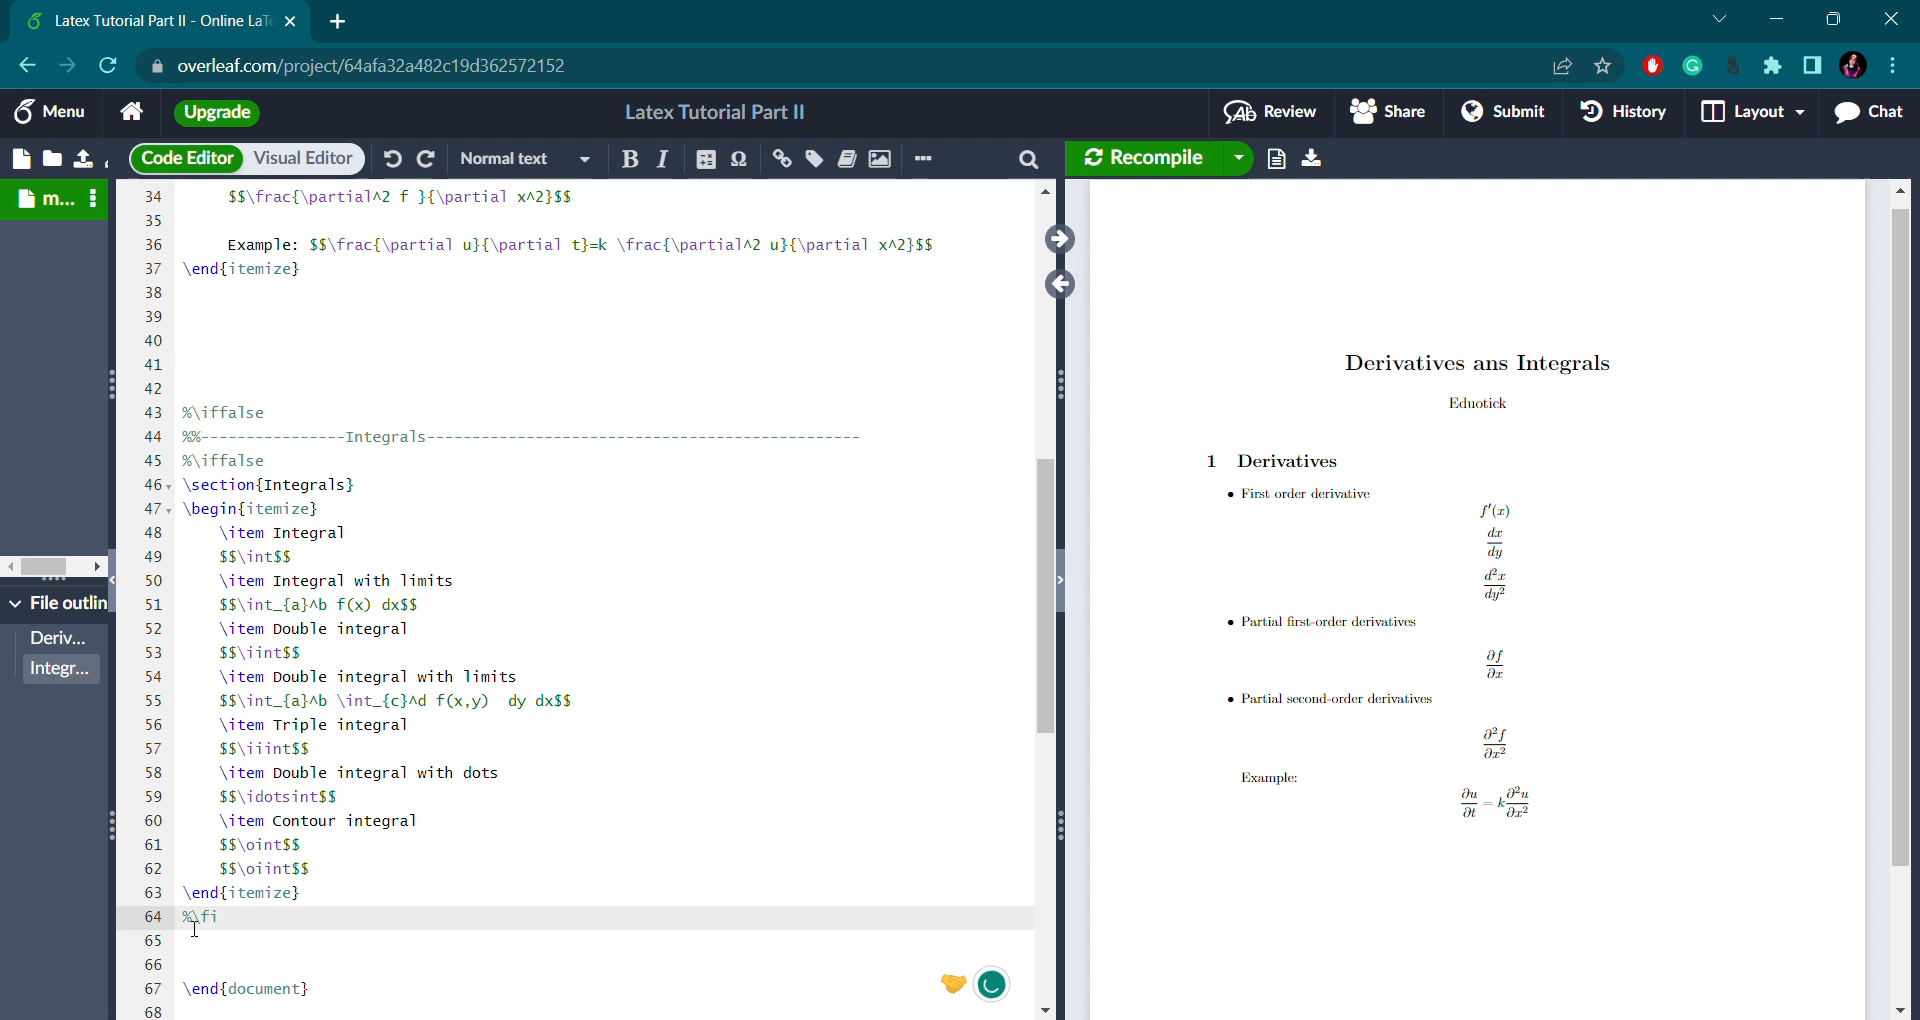 Latex Tutorial Part II - Online LaTe
overleaf.com/project/64afa32a482c19d362572152
Menu Upgrade Latex Tutorial Part II Review Share Submit History Layout Chat
Code Editor Visual Editor Normal text B I Ω Recompile
m...
File outlin
Deriv...
Integr...
34 $$\frac{\partial^2 f }{\partial x^2}$$
35
36 Example: $$\frac{\partial u}{\partial t}=k \frac{\partial^2 u}{\partial x^2}$$
37 \end{itemize}
38
39
40
41
42
43 %\iffalse
44 %%----------------Integrals------------------------------------------------
45 %\iffalse
46 \section{Integrals}
47 \begin{itemize}
48 \item Integral
49 $$\int$$
50 \item Integral with limits
51 $$\int_{a}^b f(x) dx$$
52 \item Double integral
53 $$\iint$$
54 \item Double integral with limits
55 $$\int_{a}^b \int_{c}^d f(x,y)  dy dx$$
56 \item Triple integral
57 $$\iiint$$
58 \item Double integral with dots
59 $$\idotsint$$
60 \item Contour integral
61 $$\oint$$
62 $$\oiint$$
63 \end{itemize}
64 %\fi
65
66
67 \end{document}
68
Derivatives ans Integrals
Eduotick
1 Derivatives
• First order derivative
f′(x)
dx
dy
d²x
dy²
• Partial first-order derivatives
∂f
∂x
• Partial second-order derivatives
∂²f
∂x²
Example:
∂u = k ∂²u
∂t ∂x²